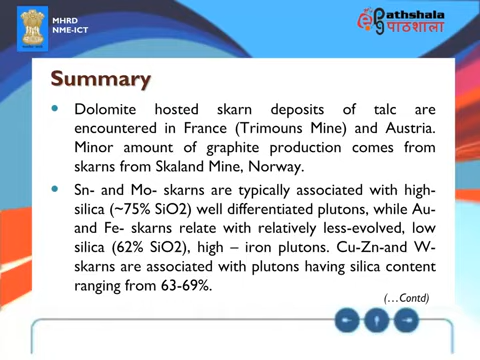 MHRD
NME-ICT
Pathshala
पाठशाला
Summary
Dolomite hosted skarn deposits of talc are
encountered in France (Trimouns Mine) and Austria.
Minor amount of graphite production comes from
skarns from Skaland Mine, Norway.
Sn- and Mo- skarns are typically associated with high-
silica (~75% SiO2) well differentiated plutons, while Au-
and Fe- skarns relate with relatively less-evolved, low
silica (62% SiO2), high – iron plutons. Cu-Zn-and W-
skarns are associated with plutons having silica content
ranging from 63-69%.
(…Contd)